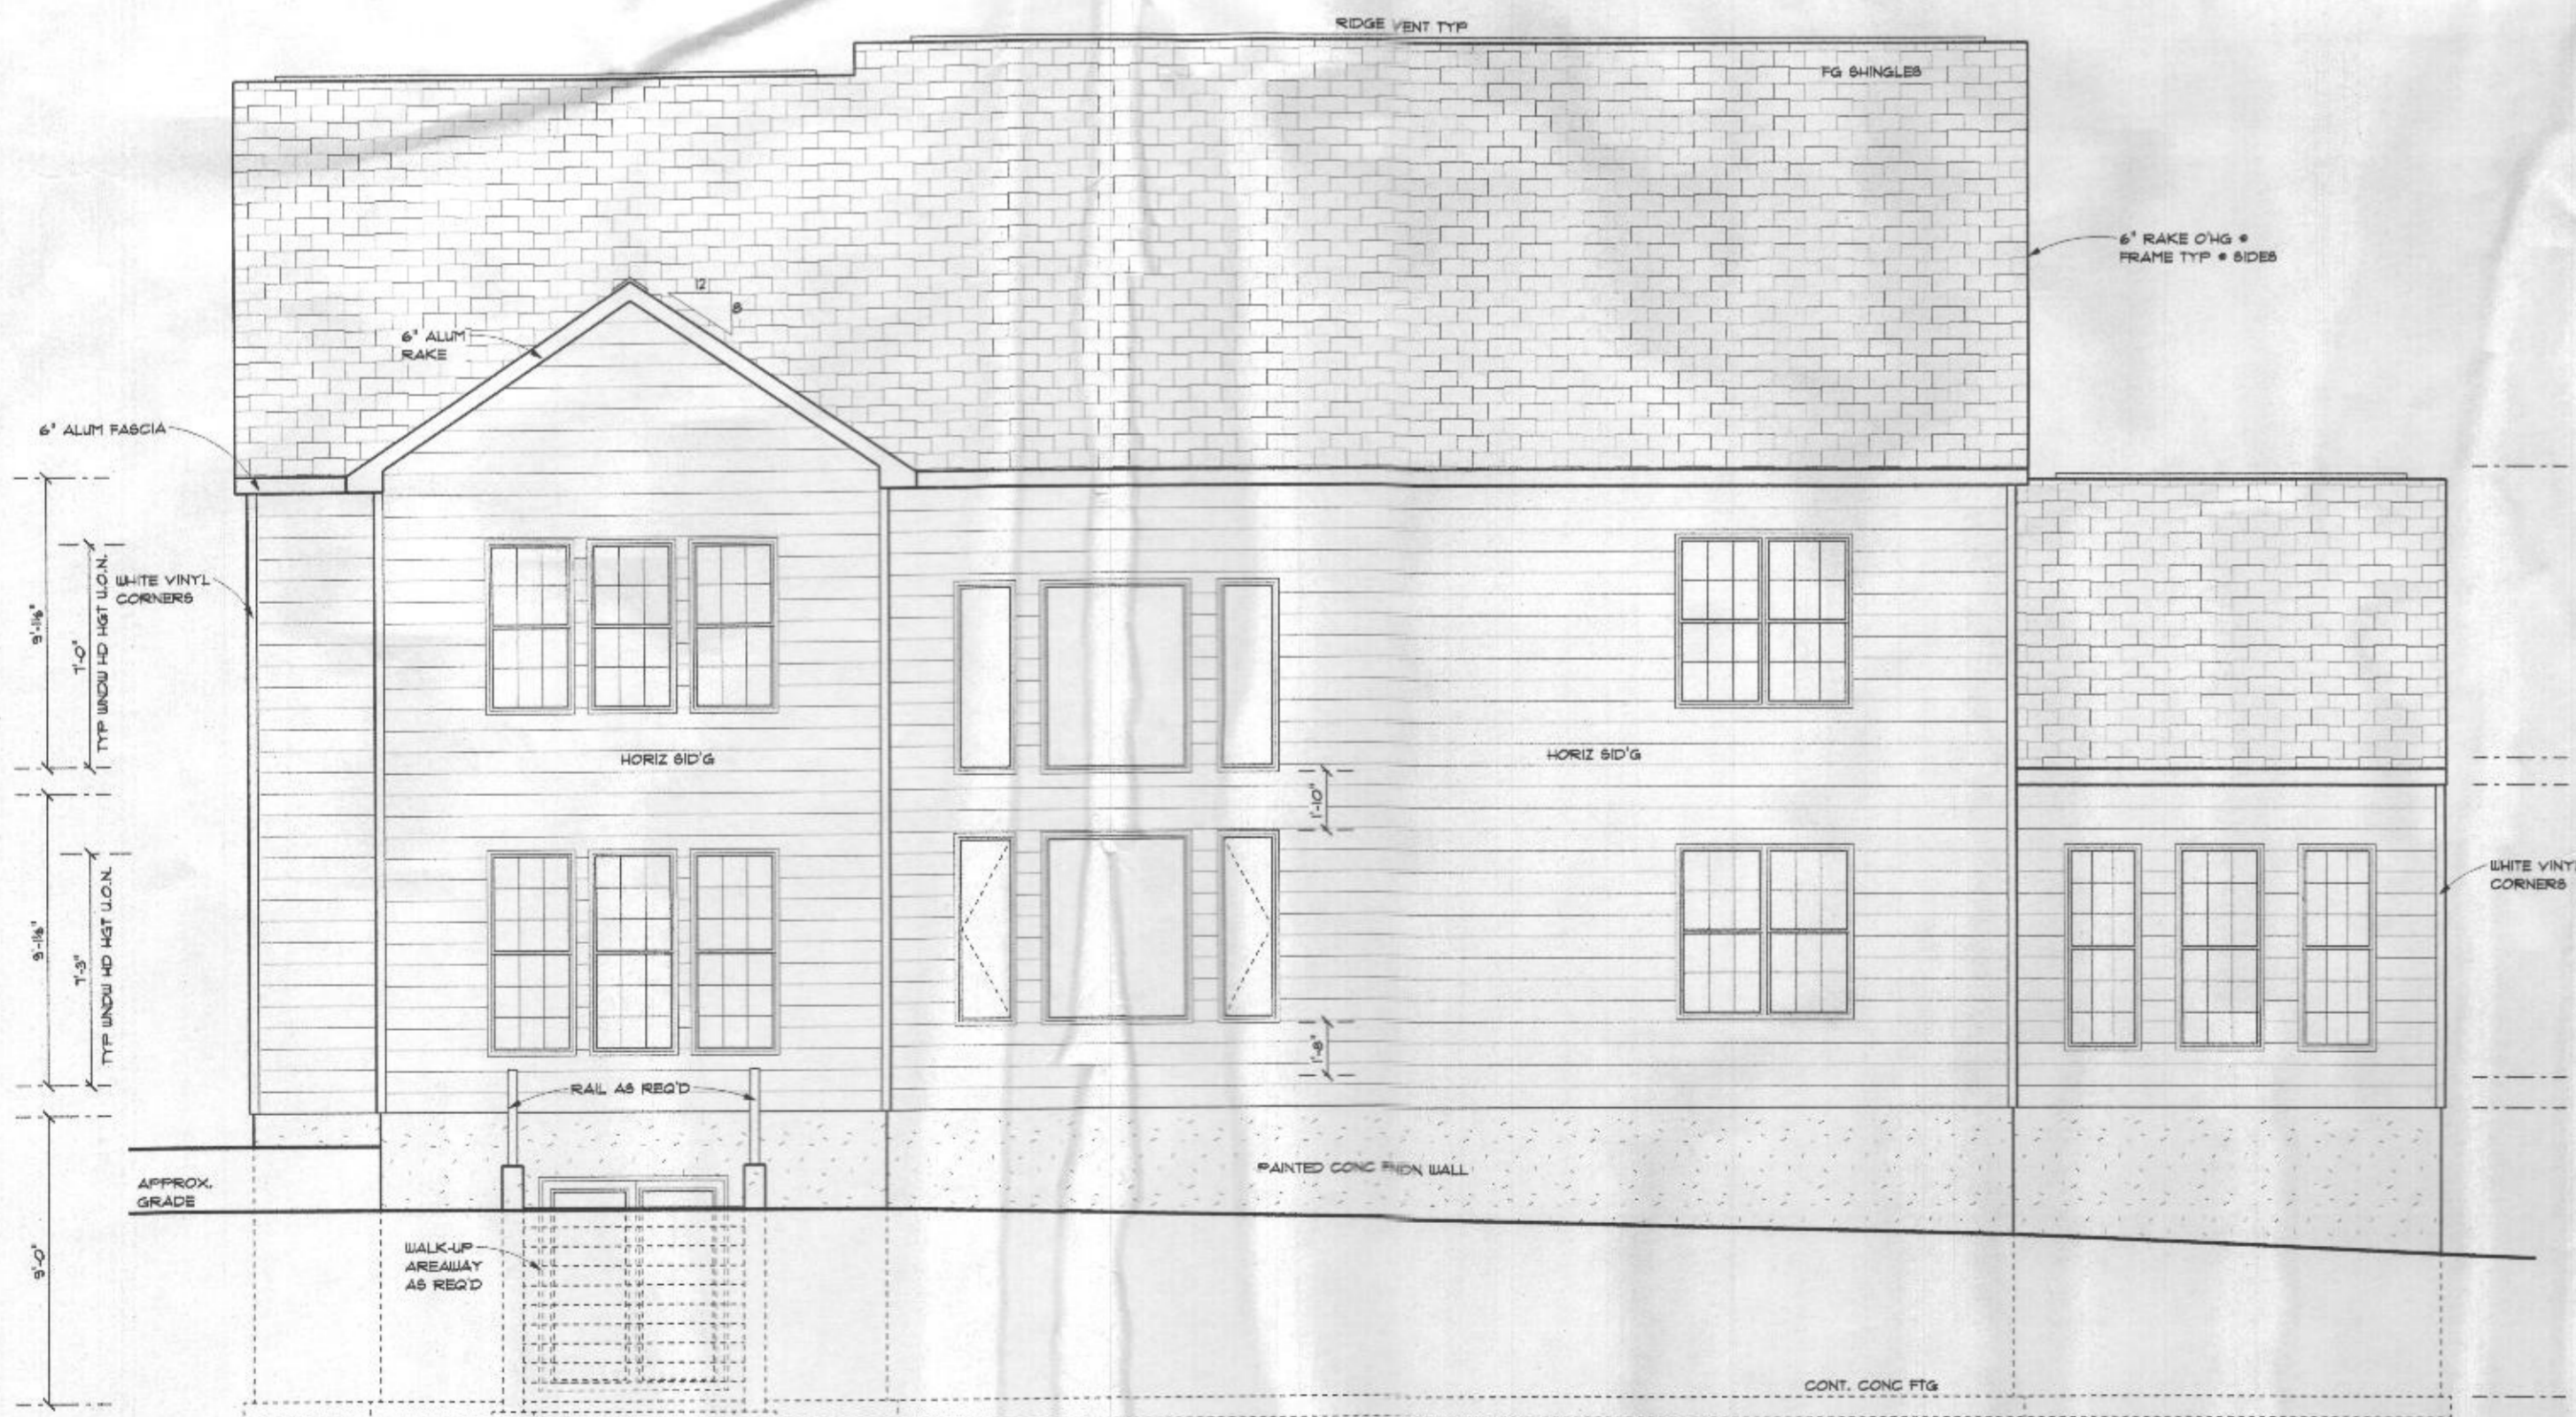 RIDGE VENT TYP
FG SHINGLES
6" RAKE O'HG @
FRAME TYP @ SIDES
12
8
6" ALUM
RAKE
6" ALUM FASCIA
WHITE VINYL
CORNERS
9'-1⅛"
7'-0"
TYP WNDW HD HGT U.O.N.
HORIZ SID'G
HORIZ SID'G
1'-10"
WHITE VINY
CORNERS
9'-1⅛"
7'-3"
TYP WNDW HD HGT U.O.N.
1'-8"
RAIL AS REQ'D
PAINTED CONC FNDN WALL
APPROX.
GRADE
WALK-UP
AREAWAY
AS REQ'D
9'-0"
CONT. CONC FTG